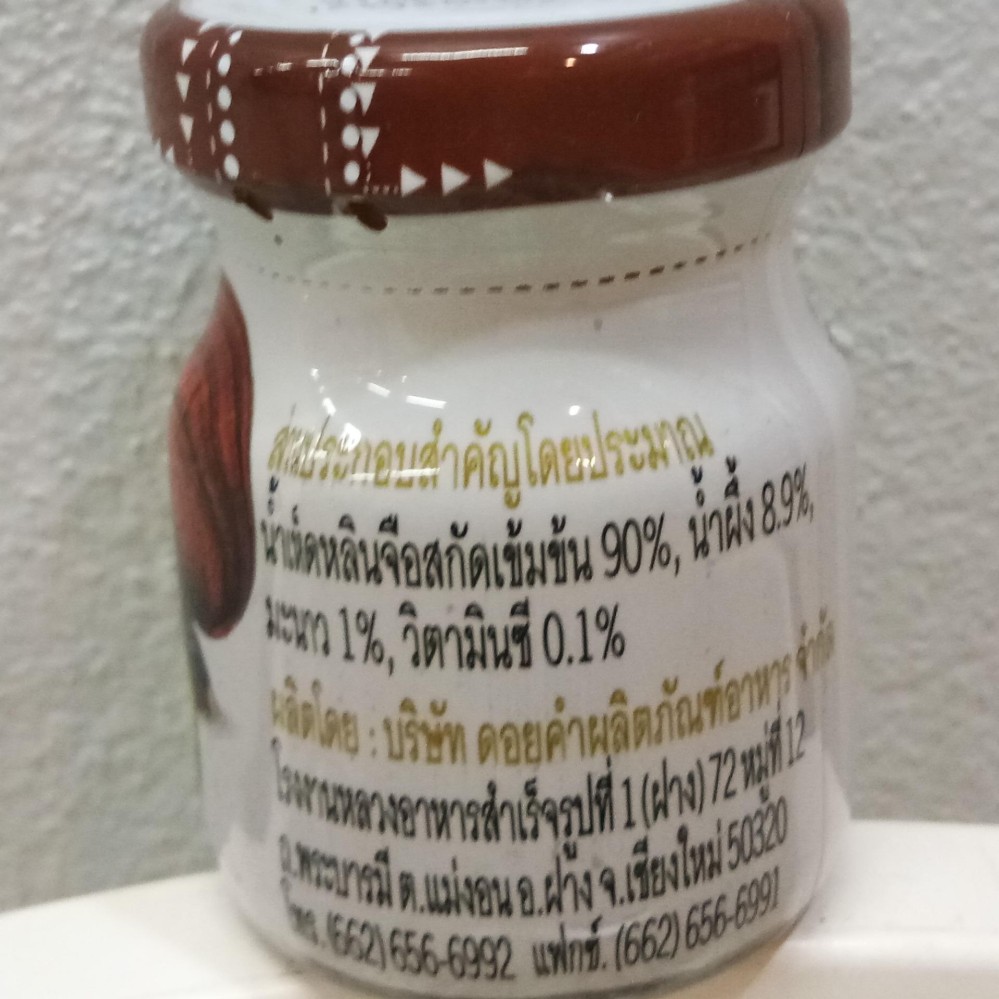 ส่วนประกอบสำคัญโดยประมาณ
น้ำเห็ดหลินจือสกัดเข้มข้น 90%, น้ำผึ้ง 8.9%,
มะนาว 1%, วิตามินซี 0.1%
ผลิตโดย : บริษัท ดอยคำผลิตภัณฑ์อาหาร จำกัด
โรงงานหลวงอาหารสำเร็จรูปที่ 1 (ฝาง) 72 หมู่ที่ 12
ถ.พระบารมี ต.แม่งอน อ.ฝาง จ.เชียงใหม่ 50320
โทร. (662) 656-6992 แฟกซ์. (662) 656-6991